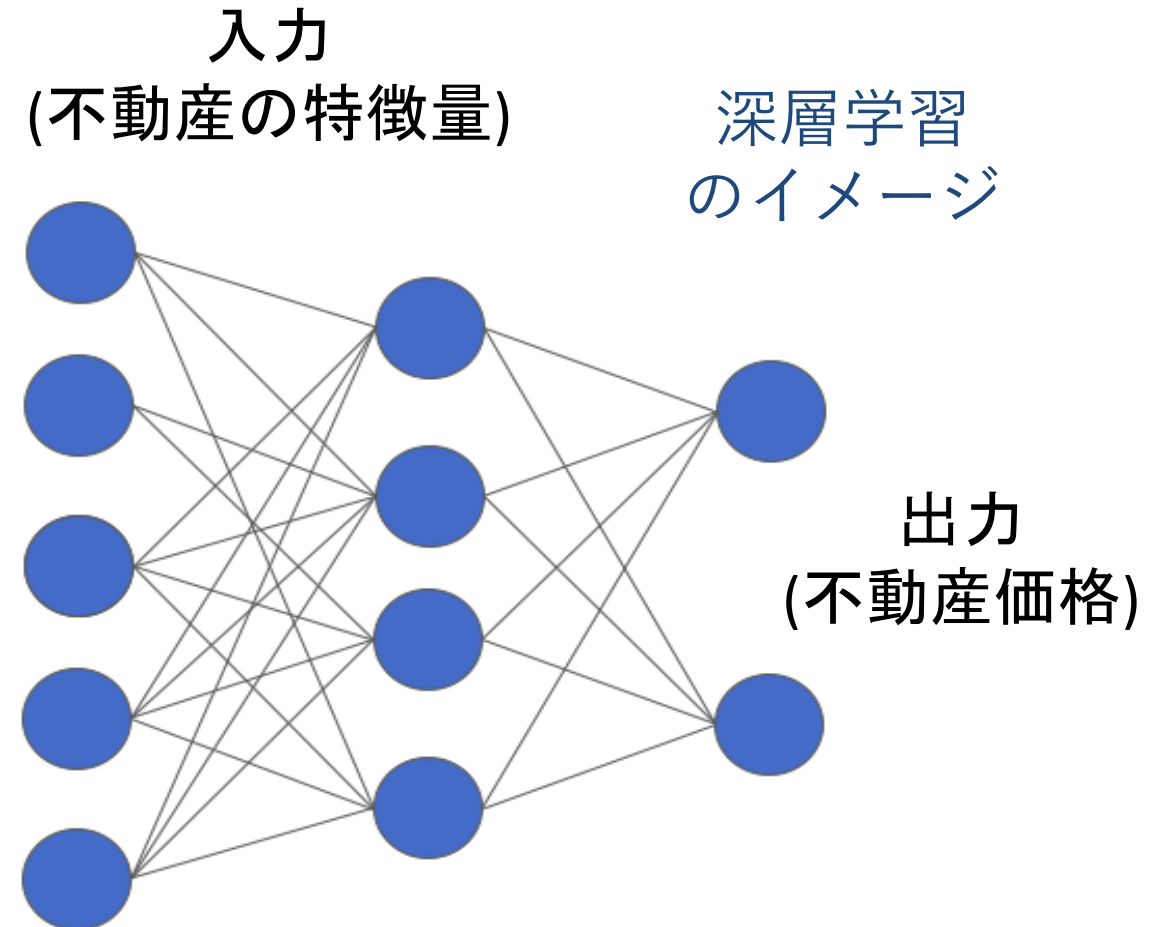 入力
(不動産の特徴量)
深層学習
のイメージ
出力
(不動産価格)